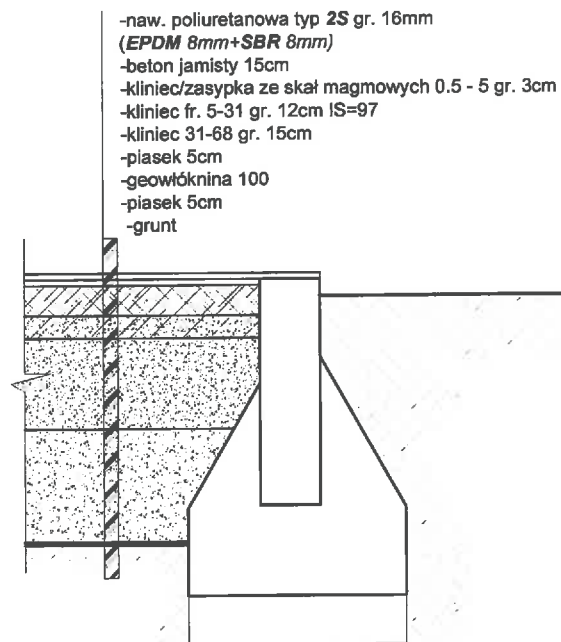 -naw. poliuretanowa typ 2S gr. 16mm
(EPDM 8mm+SBR 8mm)
-beton jamisty 15cm
-kliniec/zasypka ze skał magmowych 0.5 - 5 gr. 3cm
-kliniec fr. 5-31 gr. 12cm IS=97
-kliniec 31-68 gr. 15cm
-piasek 5cm
-geowłóknina 100
-piasek 5cm
-grunt